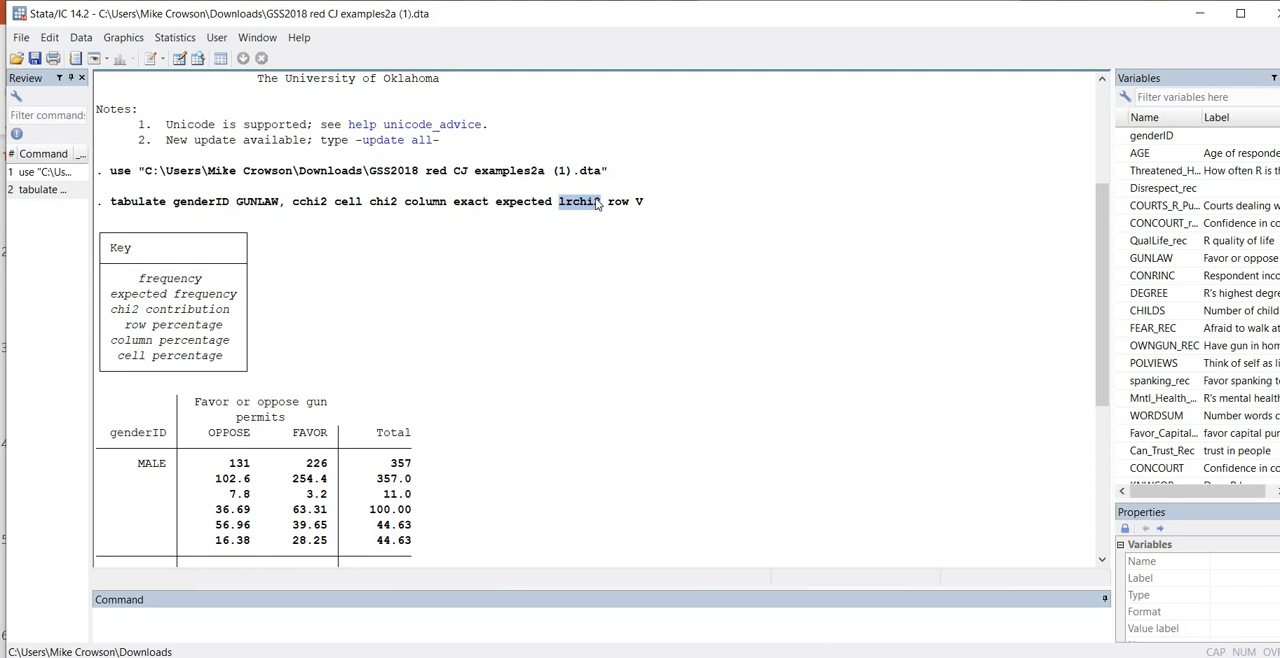 Stata/IC 14.2 - C:\Users\Mike Crowson\Downloads\GSS2018 red CJ examples2a (1).dta
File Edit Data Graphics Statistics User Window Help
Review
Filter commands
# Command
1 use "C:\Us...
2 tabulate ...
The University of Oklahoma
Notes:
1. Unicode is supported; see help unicode_advice.
2. New update available; type -update all-
. use "C:\Users\Mike Crowson\Downloads\GSS2018 red CJ examples2a (1).dta"
. tabulate genderID GUNLAW, cchi2 cell chi2 column exact expected lrchi2 row V
Key
frequency
expected frequency
chi2 contribution
row percentage
column percentage
cell percentage
Favor or oppose gun
permits
genderID OPPOSE FAVOR Total
MALE 131 226 357
102.6 254.4 357.0
7.8 3.2 11.0
36.69 63.31 100.00
56.96 39.65 44.63
16.38 28.25 44.63
Command
C:\Users\Mike Crowson\Downloads
Variables
Filter variables here
Name Label
genderID
AGE Age of responde
Threatened_H... How often R is th
Disrespect_rec
COURTS_R_Pu... Courts dealing w
CONCOURT_r... Confidence in co
QualLife_rec R quality of life
GUNLAW Favor or oppose
CONRINC Respondent inco
DEGREE R's highest degre
CHILDS Number of child
FEAR_REC Afraid to walk at
OWNGUN_REC Have gun in hom
POLVIEWS Think of self as li
spanking_rec Favor spanking to
Mntl_Health_... R's mental health
WORDSUM Number words c
Favor_Capital... favor capital pun
Can_Trust_Rec trust in people
CONCOURT Confidence in co
Properties
Variables
Name
Label
Type
Format
Value label
CAP NUM OV